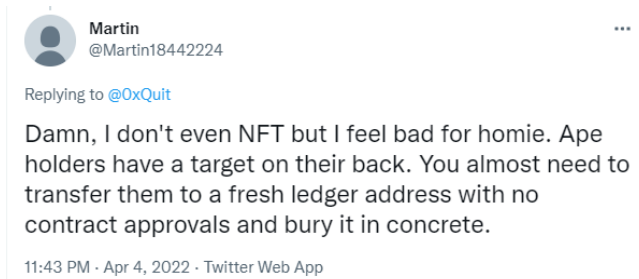 Martin
@Martin18442224
Replying to @0xQuit
Damn, I don't even NFT but I feel bad for homie. Ape
holders have a target on their back. You almost need to
transfer them to a fresh ledger address with no
contract approvals and bury it in concrete.
11:43 PM · Apr 4, 2022 · Twitter Web App